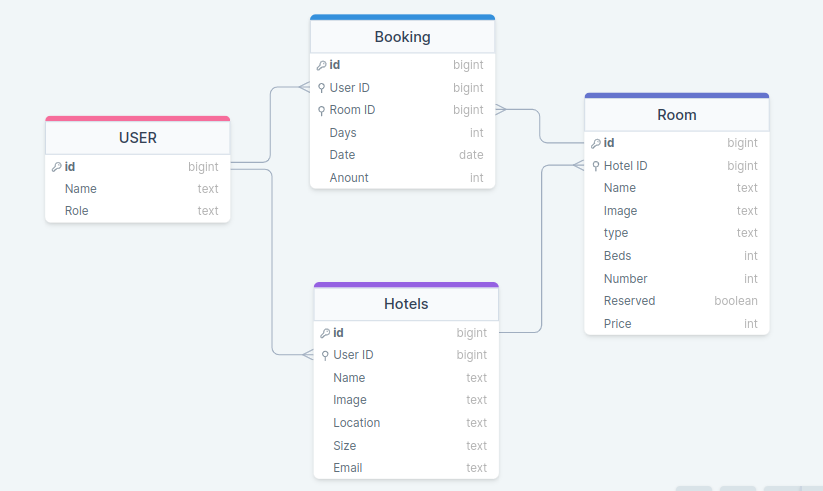 USER
id bigint
Name text
Role text
Booking
id bigint
User ID bigint
Room ID bigint
Days int
Date date
Anount int
Hotels
id bigint
User ID bigint
Name text
Image text
Location text
Size text
Email text
Room
id bigint
Hotel ID bigint
Name text
Image text
type text
Beds int
Number int
Reserved boolean
Price int